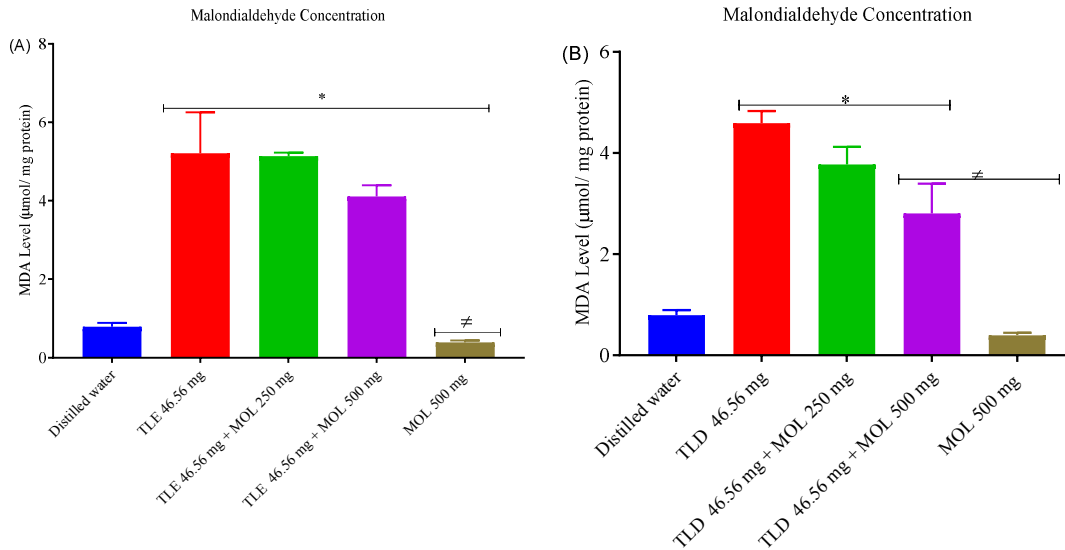 Malondialdehyde Concentration
(A)
MDA Level (μmol/ mg protein)
8
6
4
2
0
*
≠
Distilled water
TLE 46.56 mg
TLE 46.56 mg + MOL 250 mg
TLE 46.56 mg + MOL 500 mg
MOL 500 mg
Malondialdehyde Concentration
(B)
MDA Level (μmol/ mg protein)
6
4
2
0
*
≠
Distilled water
TLD 46.56 mg
TLD 46.56 mg + MOL 250 mg
TLD 46.56 mg + MOL 500 mg
MOL 500 mg